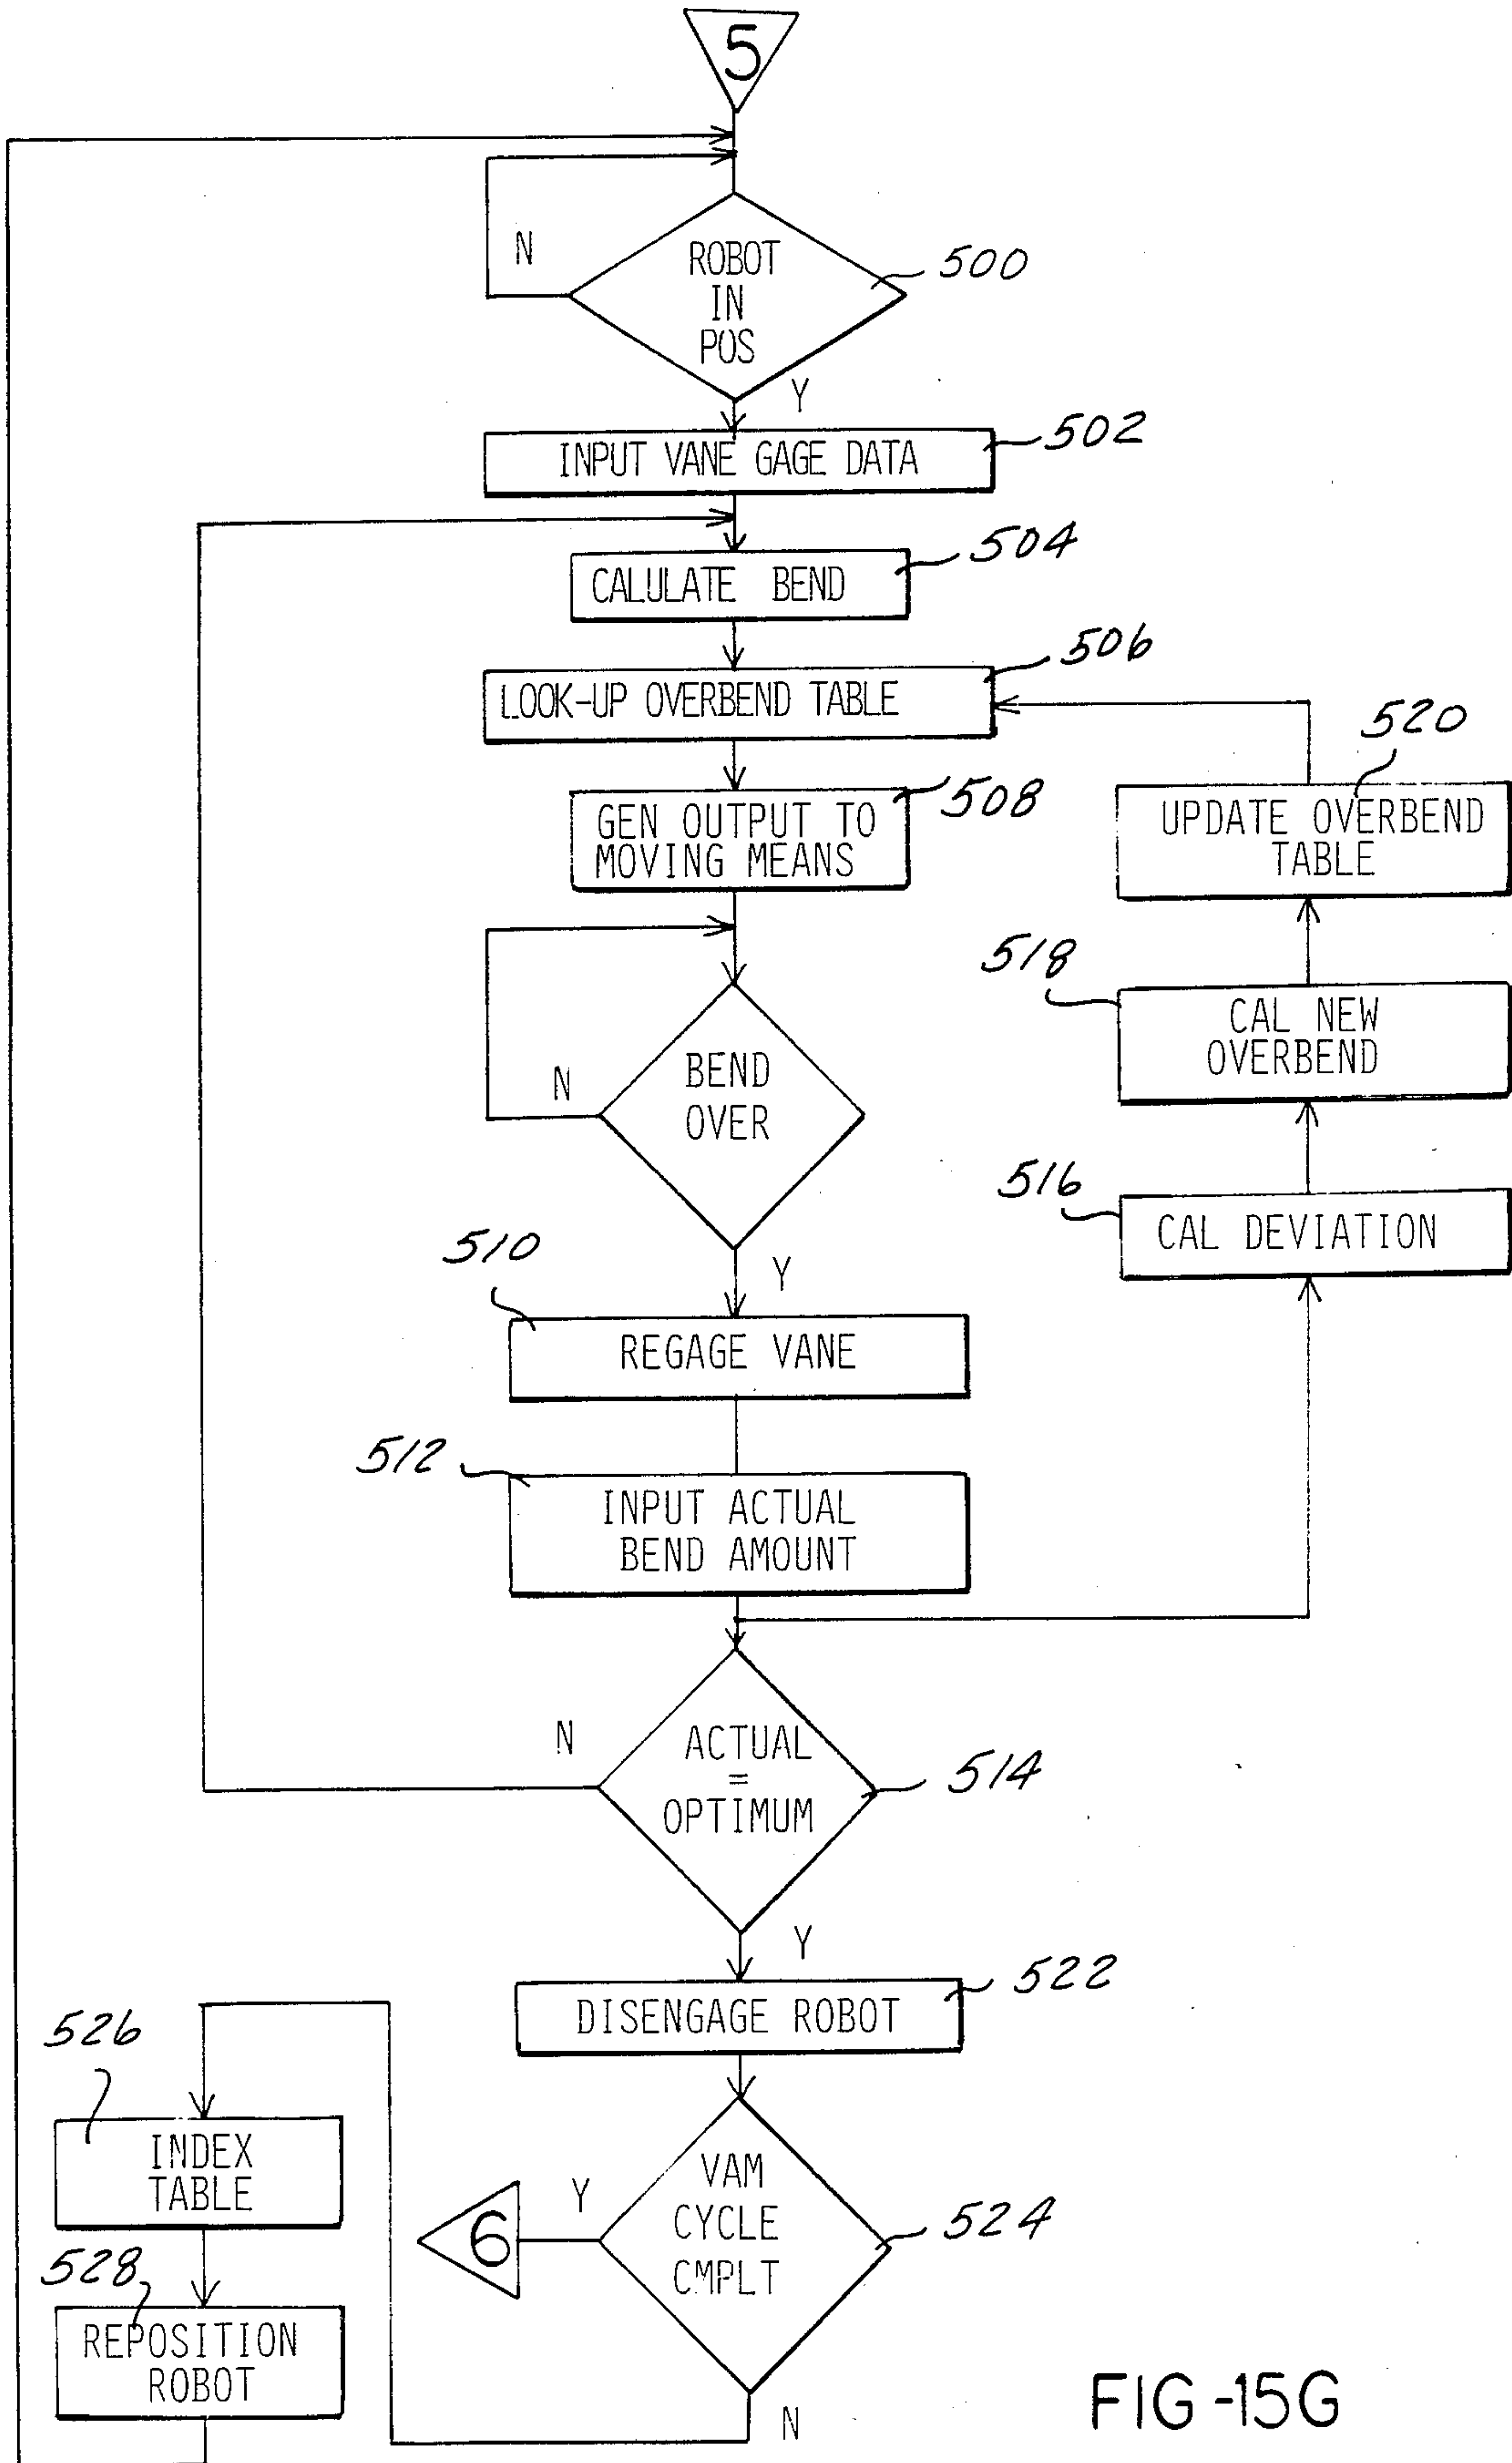 5
N
ROBOT
IN
POS
500
Y
INPUT VANE GAGE DATA
502
CALULATE BEND
504
LOOK-UP OVERBEND TABLE
506
GEN OUTPUT TO
MOVING MEANS
508
520
UPDATE OVERBEND
TABLE
518
CAL NEW
OVERBEND
BEND
OVER
N
Y
516
CAL DEVIATION
510
REGAGE VANE
512
INPUT ACTUAL
BEND AMOUNT
N
ACTUAL
=
OPTIMUM
514
Y
DISENGAGE ROBOT
522
526
INDEX
TABLE
528
REPOSITION
ROBOT
6
Y
VAM
CYCLE
CMPLT
524
N
FIG-15G